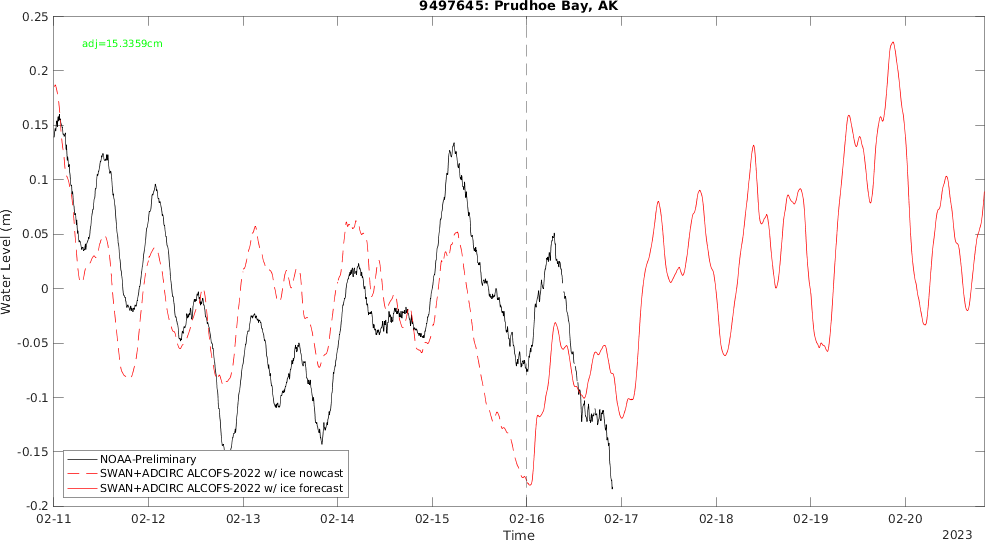 9497645: Prudhoe Bay, AK
adj=15.3359cm
Water Level (m)
0.25
0.2
0.15
0.1
0.05
0
-0.05
-0.1
-0.15
-0.2
NOAA-Preliminary
SWAN+ADCIRC ALCOFS-2022 w/ ice nowcast
SWAN+ADCIRC ALCOFS-2022 w/ ice forecast
02-11 02-12 02-13 02-14 02-15 02-16 02-17 02-18 02-19 02-20
Time
2023